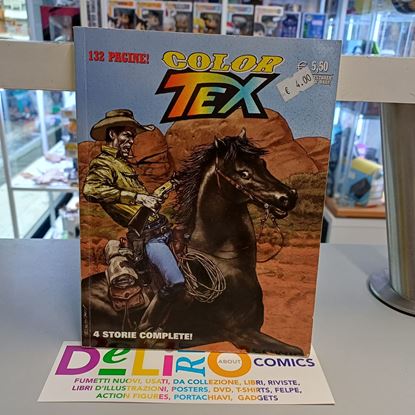 132 PAGINE!
COLOR
€ 5,50
TEX
€ 4,00
4 STORIE COMPLETE!
DeLiRO ABOUT COMICS
FUMETTI NUOVI, USATI, DA COLLEZIONE, LIBRI, RIVISTE,
LIBRI D'ILLUSTRAZIONI, POSTERS, DVD, T-SHIRTS, FELPE,
ACTION FIGURES, PORTACHIAVI, GADGETS